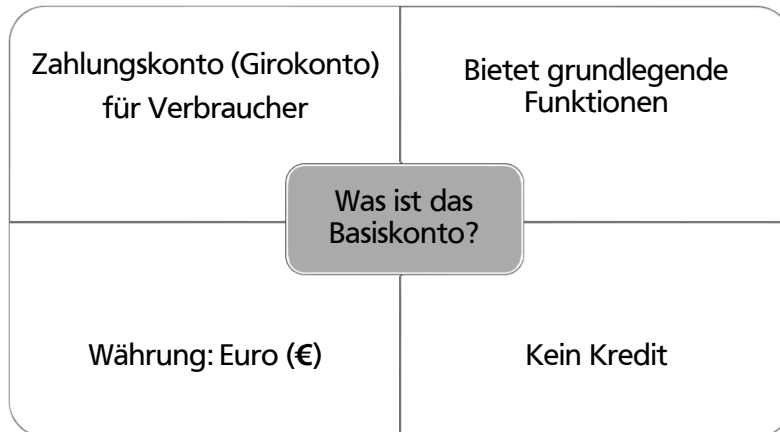 Zahlungskonto (Girokonto)
für Verbraucher
Bietet grundlegende
Funktionen
Was ist das
Basiskonto?
Währung: Euro (€)
Kein Kredit